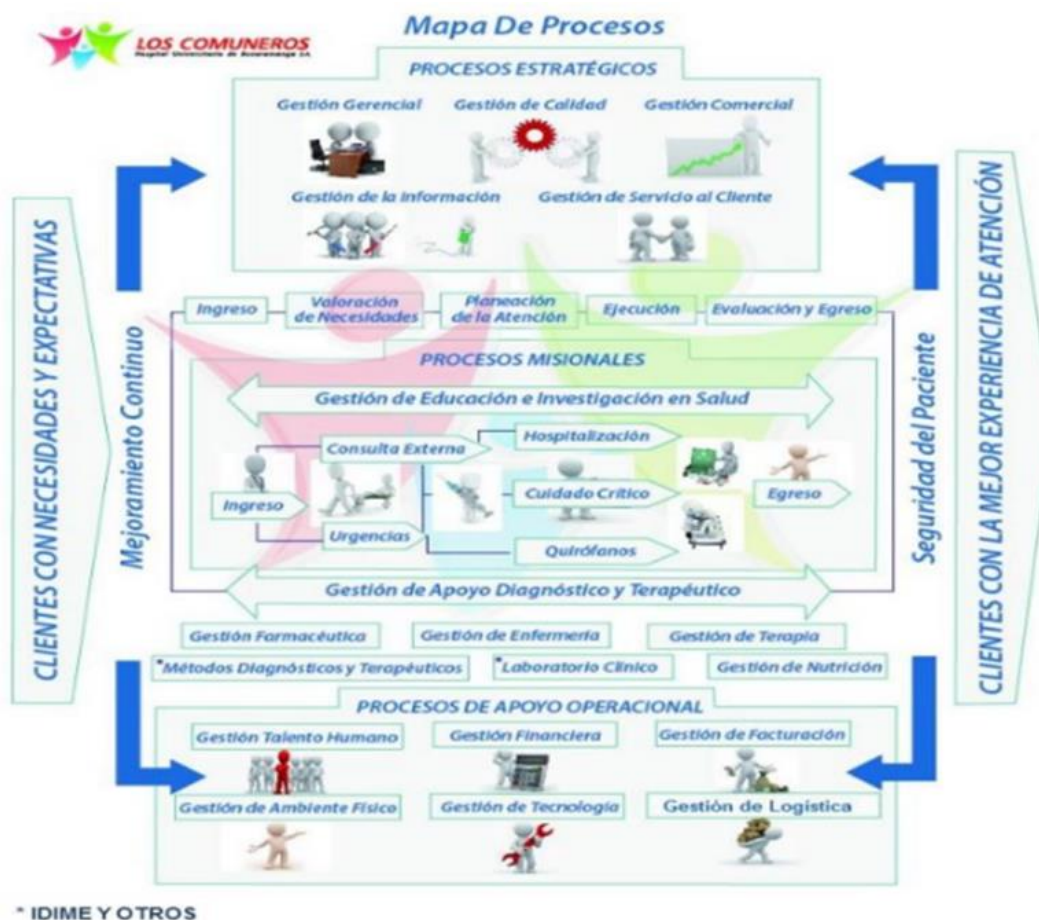 Mapa De Procesos
LOS COMUNEROS
Hospital Universitario de Bucaramanga S.A.
PROCESOS ESTRATÉGICOS
Gestión Gerencial
Gestión de Calidad
Gestión Comercial
Gestión de la Información
Gestión de Servicio al Cliente
CLIENTES CON NECESIDADES Y EXPECTATIVAS
Mejoramiento Continuo
Ingreso
Valoración
de Necesidades
Planeación
de la Atención
Ejecución
Evaluación y Egreso
PROCESOS MISIONALES
Gestión de Educación e Investigación en Salud
Consulta Externa
Hospitalización
Ingreso
Cuidado Crítico
Egreso
Urgencias
Quirófanos
Gestión de Apoyo Diagnóstico y Terapéutico
Seguridad del Paciente
CLIENTES CON LA MEJOR EXPERIENCIA DE ATENCIÓN
Gestión Farmacéutica
Gestión de Enfermería
Gestión de Terapia
*Métodos Diagnósticos y Terapéuticos
*Laboratorio Clínico
Gestión de Nutrición
PROCESOS DE APOYO OPERACIONAL
Gestión Talento Humano
Gestión Financiera
Gestión de Facturación
Gestión de Ambiente Físico
Gestión de Tecnología
Gestión de Logística
* IDIME Y OTROS